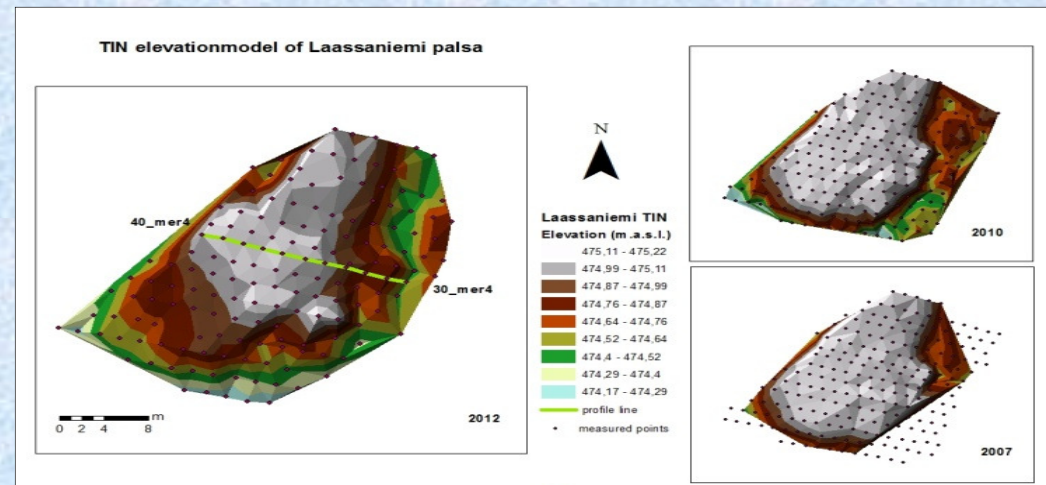 TIN elevationmodel of Laassaniemi palsa
40_mer4
30_mer4
m
0 2 4 8
2012
N
Laassaniemi TIN
Elevation (m .a.s.l.)
475,11 - 475,22
474,99 - 475,11
474,87 - 474,99
474,76 - 474,87
474,64 - 474,76
474,52 - 474,64
474,4 - 474,52
474,29 - 474,4
474,17 - 474,29
profile line
measured points
2010
2007